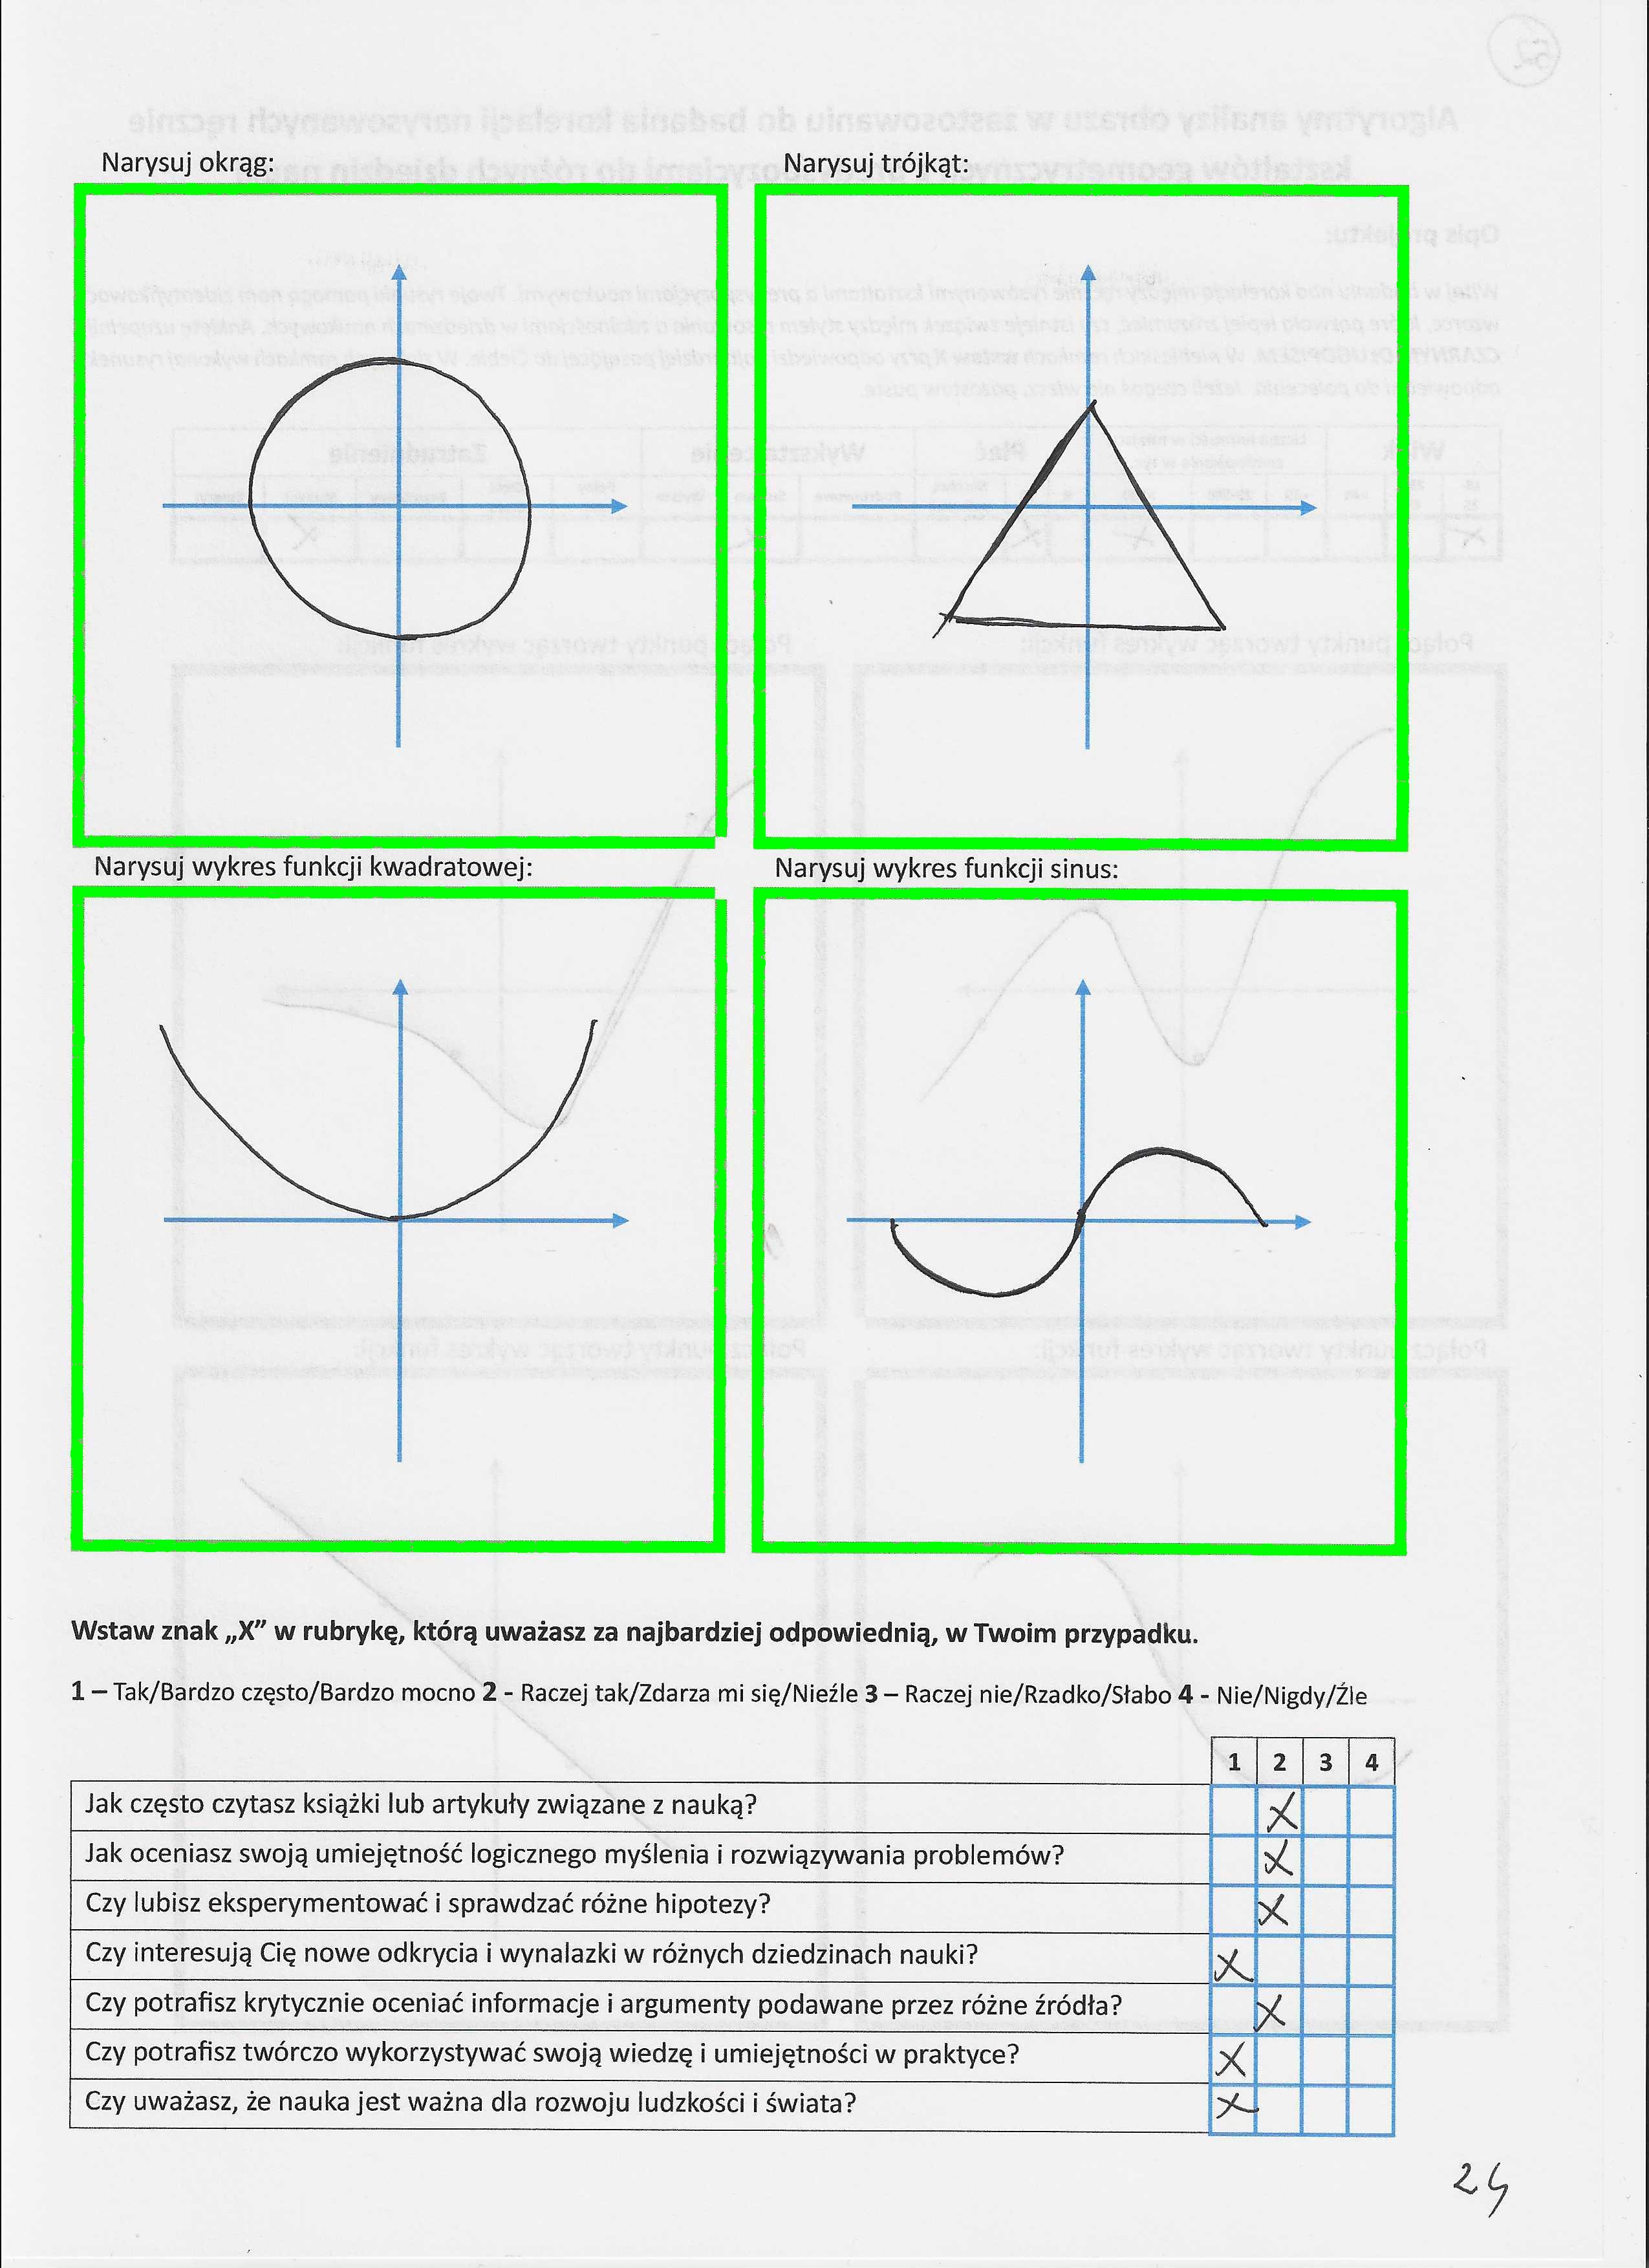 Narysuj okrąg:
Narysuj trójkąt:
Narysuj wykres funkcji kwadratowej:
Narysuj wykres funkcji sinus:
Wstaw znak „X” w rubrykę, którą uważasz za najbardziej odpowiednią, w Twoim przypadku.
1 – Tak/Bardzo często/Bardzo mocno 2 - Raczej tak/Zdarza mi się/Nieźle 3 – Raczej nie/Rzadko/Słabo 4 - Nie/Nigdy/Źle
1 2 3 4
Jak często czytasz książki lub artykuły związane z nauką? X
Jak oceniasz swoją umiejętność logicznego myślenia i rozwiązywania problemów? X
Czy lubisz eksperymentować i sprawdzać różne hipotezy? X
Czy interesują Cię nowe odkrycia i wynalazki w różnych dziedzinach nauki? X
Czy potrafisz krytycznie oceniać informacje i argumenty podawane przez różne źródła? X
Czy potrafisz twórczo wykorzystywać swoją wiedzę i umiejętności w praktyce? X
Czy uważasz, że nauka jest ważna dla rozwoju ludzkości i świata? X
24